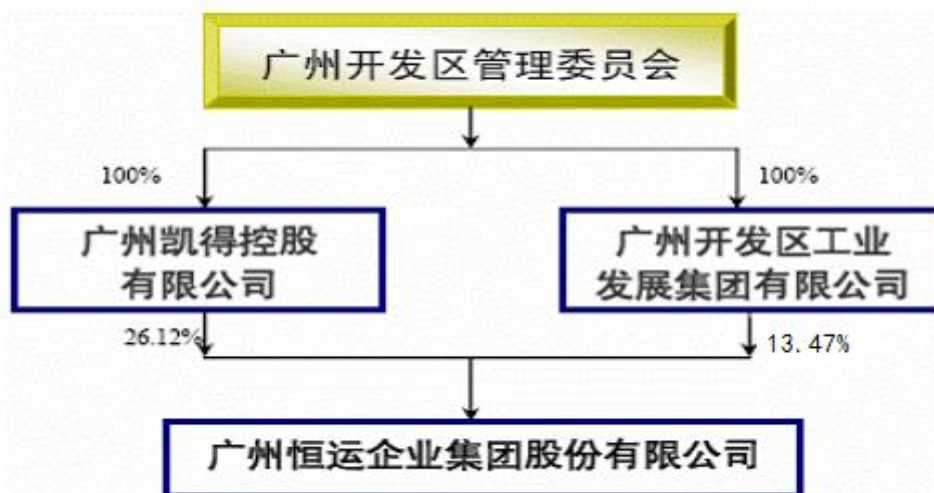 广州开发区管理委员会
100%
100%
广州凯得控股
有限公司
广州开发区工业
发展集团有限公司
26.12%
13.47%
广州恒运企业集团股份有限公司